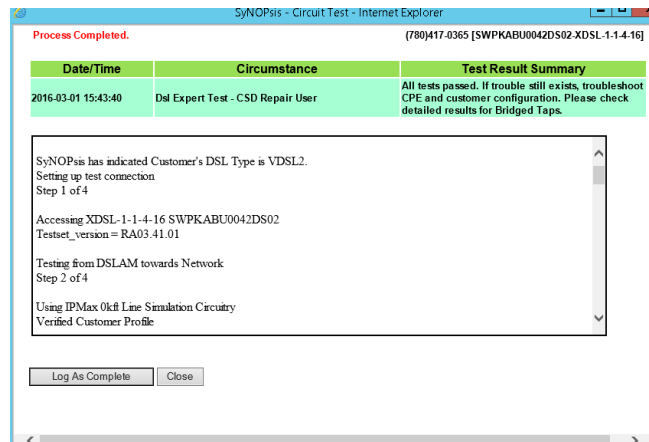 SyNOPsis - Circuit Test - Internet Explorer
Process Completed.
(780)417-0365 [SWPKABU0042DS02-XDSL-1-1-4-16]
Date/Time Circumstance Test Result Summary
2016-03-01 15:43:40 Dsl Expert Test - CSD Repair User
All tests passed. If trouble still exists, troubleshoot
CPE and customer configuration. Please check
detailed results for Bridged Taps.
SyNOPsis has indicated Customer's DSL Type is VDSL2.
Setting up test connection
Step 1 of 4
Accessing XDSL-1-1-4-16 SWPKABU0042DS02
Testset_version = RA03.41.01
Testing from DSLAM towards Network
Step 2 of 4
Using IPMax 0kft Line Simulation Circuitry
Verified Customer Profile
Log As Complete Close